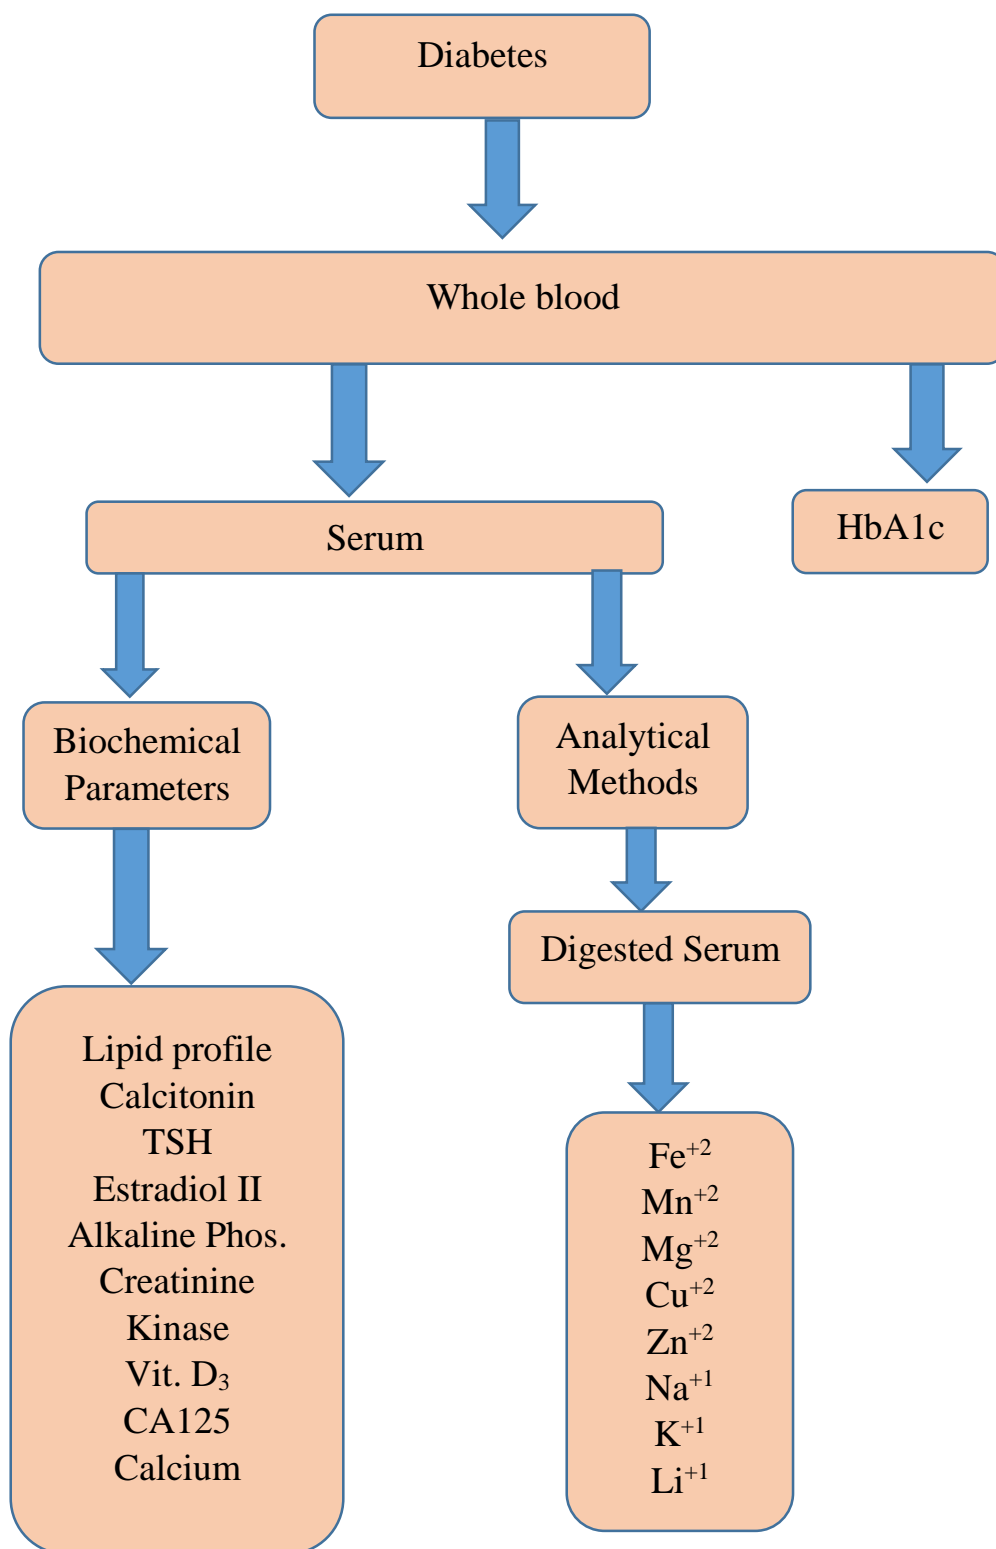 Diabetes
Whole blood
Serum
HbA1c
Biochemical
Parameters
Analytical
Methods
Digested Serum
Lipid profile
Calcitonin
TSH
Estradiol II
Alkaline Phos.
Creatinine
Kinase
Vit. D₃
CA125
Calcium
Fe⁺²
Mn⁺²
Mg⁺²
Cu⁺²
Zn⁺²
Na⁺¹
K⁺¹
Li⁺¹